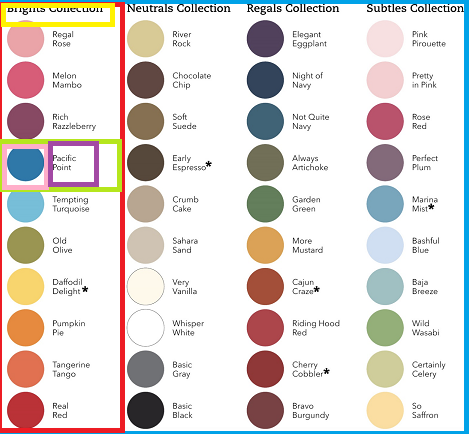 Brights Collection
Regal
Rose
Melon
Mambo
Rich
Razzleberry
Pacific
Point
Tempting
Turquoise
Old
Olive
Daffodil
Delight*
Pumpkin
Pie
Tangerine
Tango
Real
Red
Neutrals Collection
River
Rock
Chocolate
Chip
Soft
Suede
Early
Espresso*
Crumb
Cake
Sahara
Sand
Very
Vanilla
Whisper
White
Basic
Gray
Basic
Black
Regals Collection
Elegant
Eggplant
Night of
Navy
Not Quite
Navy
Always
Artichoke
Garden
Green
More
Mustard
Cajun
Craze*
Riding Hood
Red
Cherry
Cobbler*
Bravo
Burgundy
Subtles Collection
Pink
Pirouette
Pretty
in Pink
Rose
Red
Perfect
Plum
Marina
Mist*
Bashful
Blue
Baja
Breeze
Wild
Wasabi
Certainly
Celery
So
Saffron